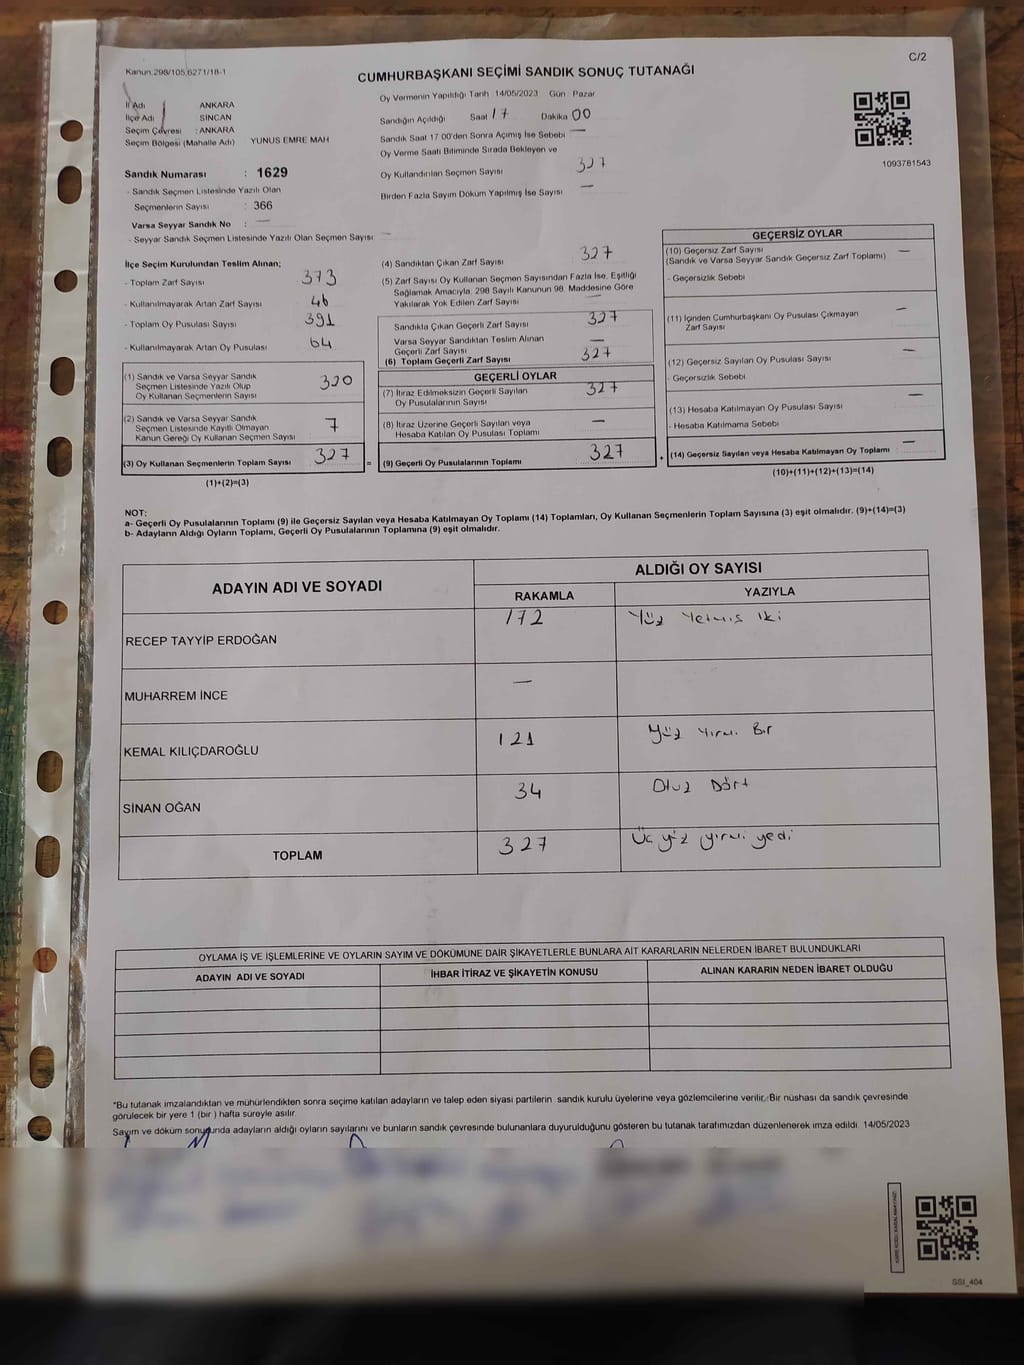 C/2
Kanun.298/105,6271/18-1
CUMHURBAŞKANI SEÇİMİ SANDIK SONUÇ TUTANAĞI
İl Adı ANKARA
İlçe Adı SİNCAN
Seçim Çevresi : ANKARA
Seçim Bölgesi (Mahalle Adı) YUNUS EMRE MAH
Sandık Numarası : 1629
- Sandık Seçmen Listesinde Yazılı Olan
Seçmenlerin Sayısı : 366
Varsa Seyyar Sandık No : —
- Seyyar Sandık Seçmen Listesinde Yazılı Olan Seçmen Sayısı: —
Oy Vermenin Yapıldığı Tarih : 14/05/2023 Gün : Pazar
Sandığın Açıldığı Saat 17 Dakika 00
Sandık Saat 17.00'den Sonra Açımış İse Sebebi —
Oy Verme Saati Bitiminde Sırada Bekleyen ve
Oy Kullandırılan Seçmen Sayısı 327
Birden Fazla Sayım Döküm Yapılmış İse Sayısı —
1093781543
İlçe Seçim Kurulundan Teslim Alınan;
- Toplam Zarf Sayısı 373
- Kullanılmayarak Artan Zarf Sayısı 46
- Toplam Oy Pusulası Sayısı 391
- Kullanılmayarak Artan Oy Pusulası 64
(1) Sandık ve Varsa Seyyar Sandık
Seçmen Listesinde Yazılı Olup
Oy Kullanan Seçmenlerin Sayısı 320
(2) Sandık ve Varsa Seyyar Sandık
Seçmen Listesinde Kayıtlı Olmayan
Kanun Gereği Oy Kullanan Seçmen Sayısı 7
(3) Oy Kullanan Seçmenlerin Toplam Sayısı 327 =
(1)+(2)=(3)
(4) Sandıktan Çıkan Zarf Sayısı 327
(5) Zarf Sayısı Oy Kullanan Seçmen Sayısından Fazla İse, Eşitliği
Sağlamak Amacıyla, 298 Sayılı Kanunun 98. Maddesine Göre
Yakılarak Yok Edilen Zarf Sayısı —
Sandıkta Çıkan Geçerli Zarf Sayısı 327
Varsa Seyyar Sandıktan Teslim Alınan
Geçerli Zarf Sayısı —
(6) Toplam Geçerli Zarf Sayısı 327
GEÇERLİ OYLAR
(7) İtiraz Edilmeksizin Geçerli Sayılan
Oy Pusulalarının Sayısı 327
(8) İtiraz Üzerine Geçerli Sayılan veya
Hesaba Katılan Oy Pusulası Toplamı —
(9) Geçerli Oy Pusulalarının Toplamı 327 +
GEÇERSİZ OYLAR
(10) Geçersiz Zarf Sayısı —
(Sandık ve Varsa Seyyar Sandık Geçersiz Zarf Toplamı)
- Geçersizlik Sebebi
(11) İçinden Cumhurbaşkanı Oy Pusulası Çıkmayan
Zarf Sayısı —
(12) Geçersiz Sayılan Oy Pusulası Sayısı —
- Geçersizlik Sebebi
(13) Hesaba Katılmayan Oy Pusulası Sayısı —
- Hesaba Katılmama Sebebi
(14) Geçersiz Sayılan veya Hesaba Katılmayan Oy Toplamı —
(10)+(11)+(12)+(13)=(14)
NOT:
a- Geçerli Oy Pusulalarının Toplamı (9) ile Geçersiz Sayılan veya Hesaba Katılmayan Oy Toplamı (14) Toplamları, Oy Kullanan Seçmenlerin Toplam Sayısına (3) eşit olmalıdır. (9)+(14)=(3)
b- Adayların Aldığı Oyların Toplamı, Geçerli Oy Pusulalarının Toplamına (9) eşit olmalıdır.
ADAYIN ADI VE SOYADI ALDIĞI OY SAYISI
RAKAMLA YAZIYLA
RECEP TAYYİP ERDOĞAN 172 Yüz Yetmiş İki
MUHARREM İNCE —
KEMAL KILIÇDAROĞLU 121 Yüz Yirmi Bir
SİNAN OĞAN 34 Otuz Dört
TOPLAM 327 Üç yüz yirmi yedi
OYLAMA İŞ VE İŞLEMLERİNE VE OYLARIN SAYIM VE DÖKÜMÜNE DAİR ŞİKAYETLERLE BUNLARA AİT KARARLARIN NELERDEN İBARET BULUNDUKLARI
ADAYIN ADI VE SOYADI İHBAR İTİRAZ VE ŞİKAYETİN KONUSU ALINAN KARARIN NEDEN İBARET OLDUĞU
*Bu tutanak imzalandıktan ve mühürlendikten sonra seçime katılan adayların ve talep eden siyasi partilerin sandık kurulu üyelerine veya gözlemcilerine verilir. Bir nüshası da sandık çevresinde
görülecek bir yere 1 (bir ) hafta süreyle asılır.
Sayım ve döküm sonucunda adayların aldığı oyların sayılarını ve bunların sandık çevresinde bulunanlara duyurulduğunu gösteren bu tutanak tarafımızdan düzenlenerek imza edildi. 14/05/2023
SSI_404